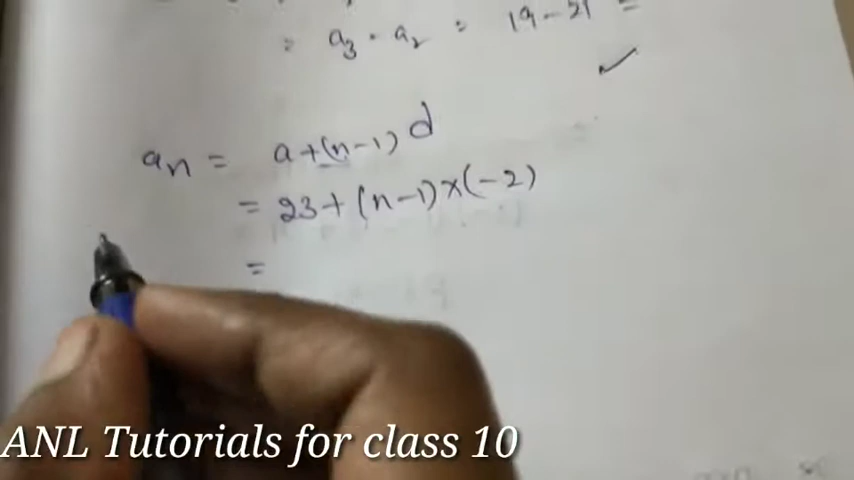 = a₃ - a₂ = 19-21 =
aₙ = a+(n-1) d
= 23+(n-1)×(-2)
=
ANL Tutorials for class 10